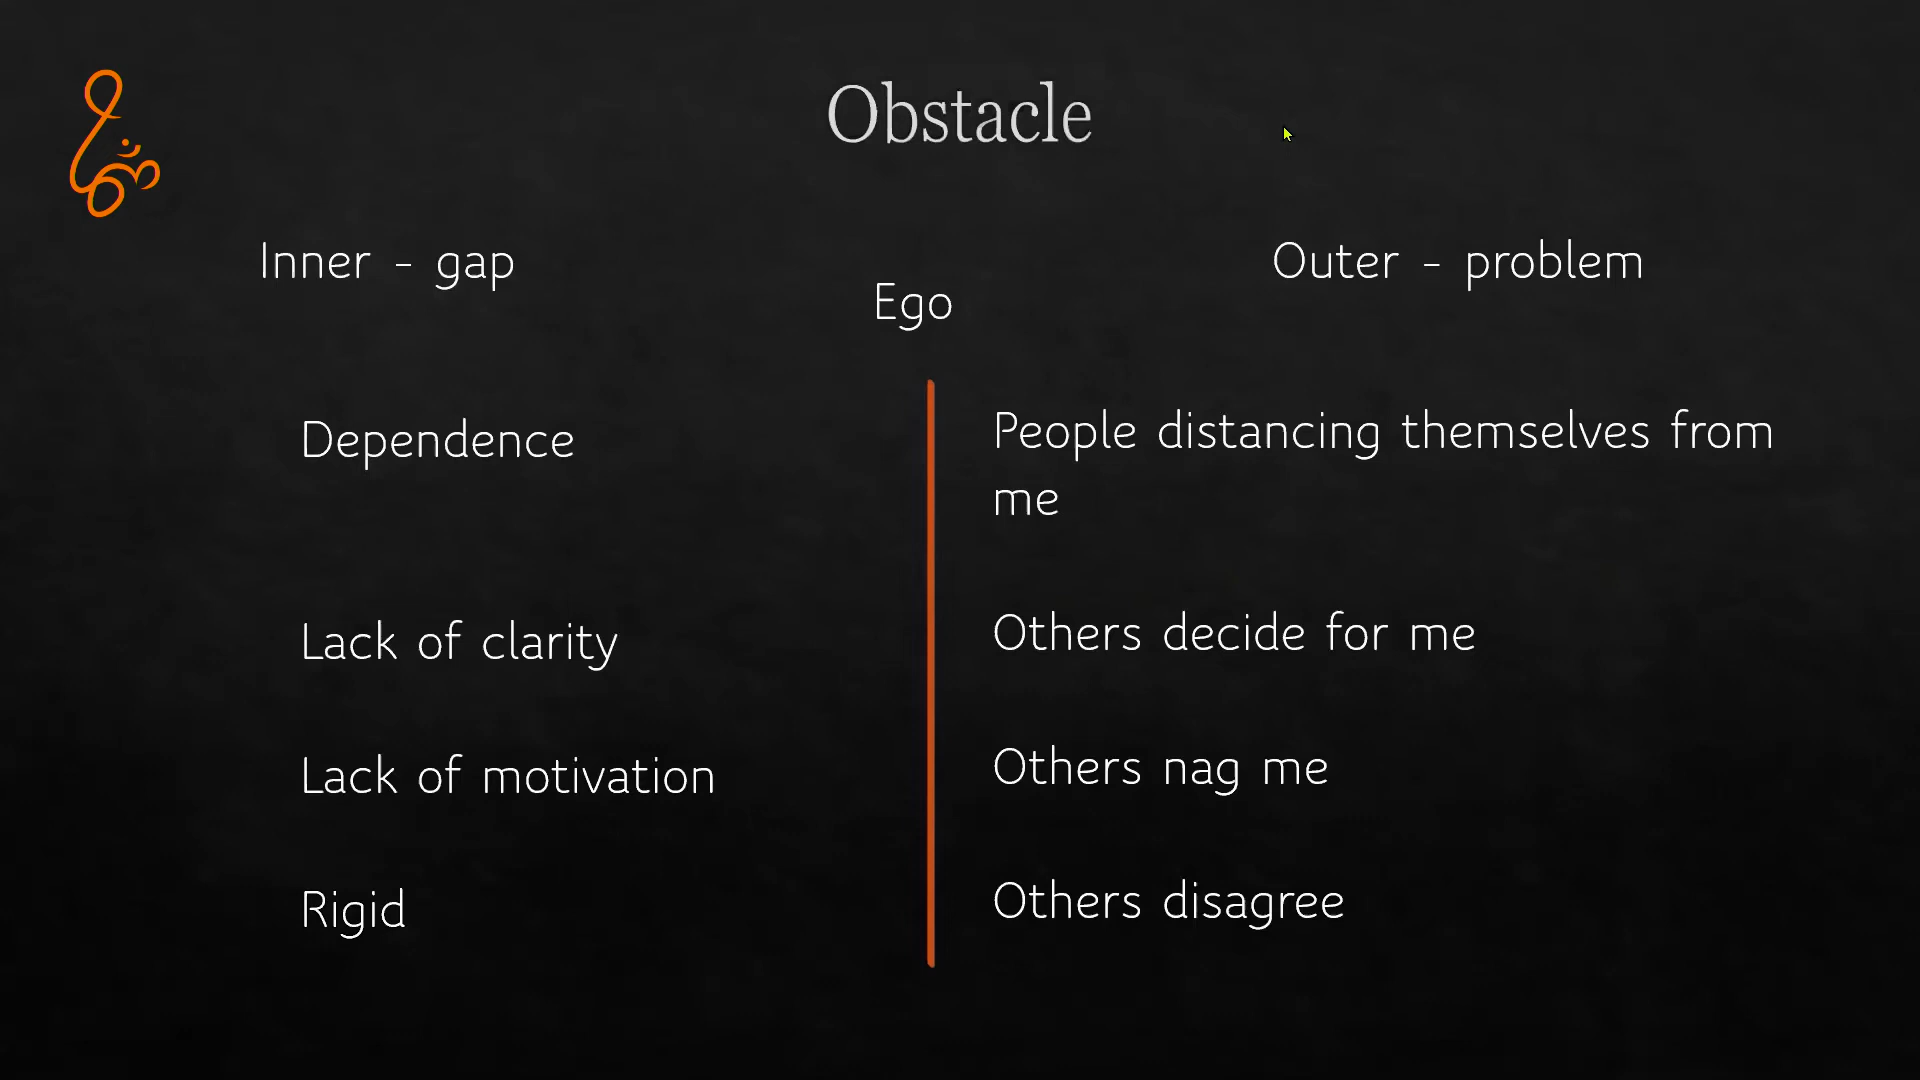 Obstacle
Inner - gap
Outer - problem
Ego
Dependence
People distancing themselves from
me
Lack of clarity
Others decide for me
Lack of motivation
Others nag me
Rigid
Others disagree